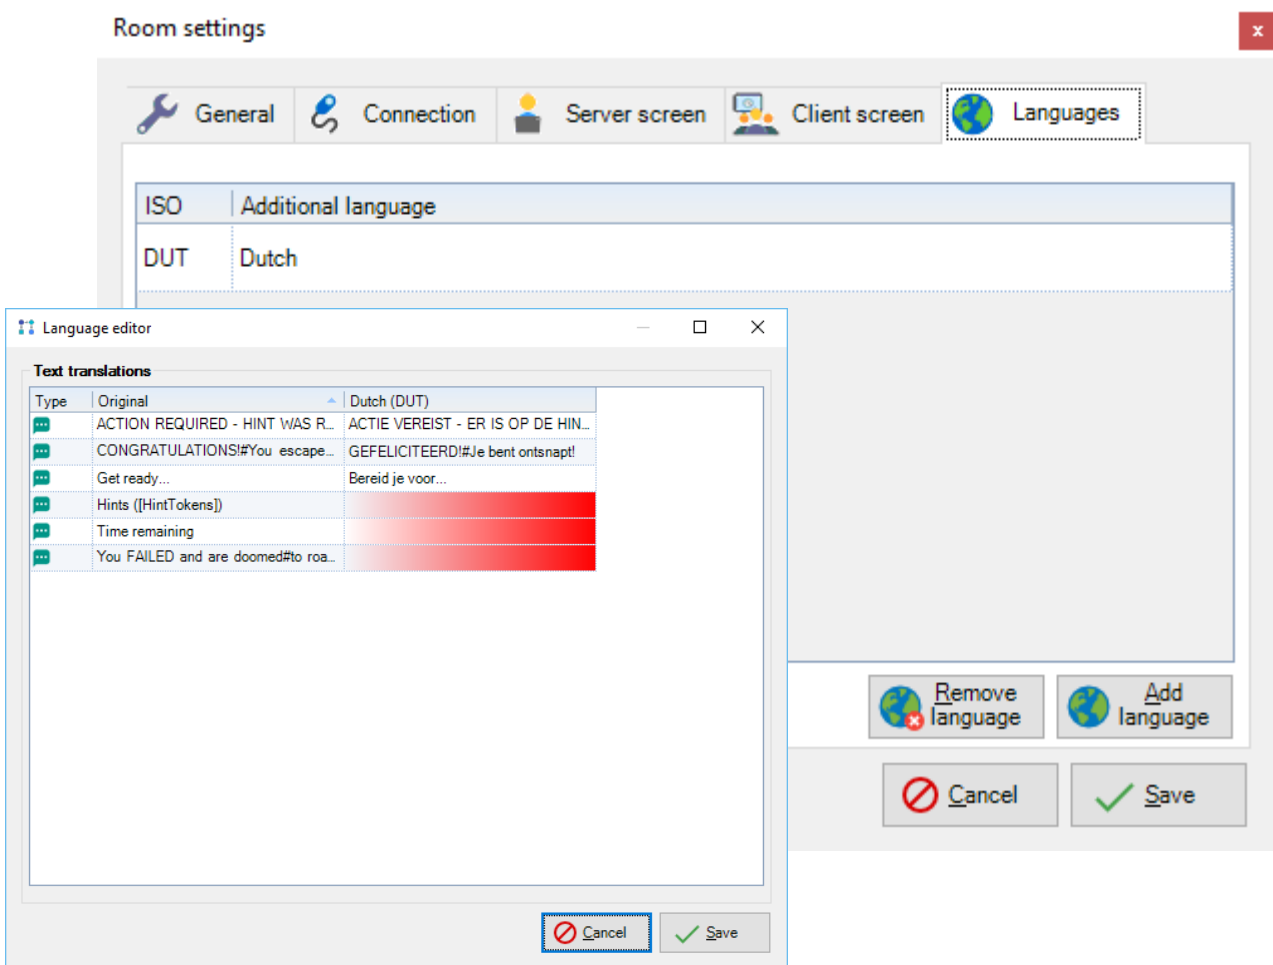 Room settings
x
General Connection Server screen Client screen Languages
ISO Additional language
DUT Dutch
Language editor
Text translations
Type Original Dutch (DUT)
ACTION REQUIRED - HINT WAS R... ACTIE VEREIST - ER IS OP DE HIN...
CONGRATULATIONS!#You escape... GEFELICITEERD!#Je bent ontsnapt!
Get ready... Bereid je voor...
Hints ([HintTokens])
Time remaining
You FAILED and are doomed#to roa...
Remove language
Add language
Cancel Save
Cancel Save